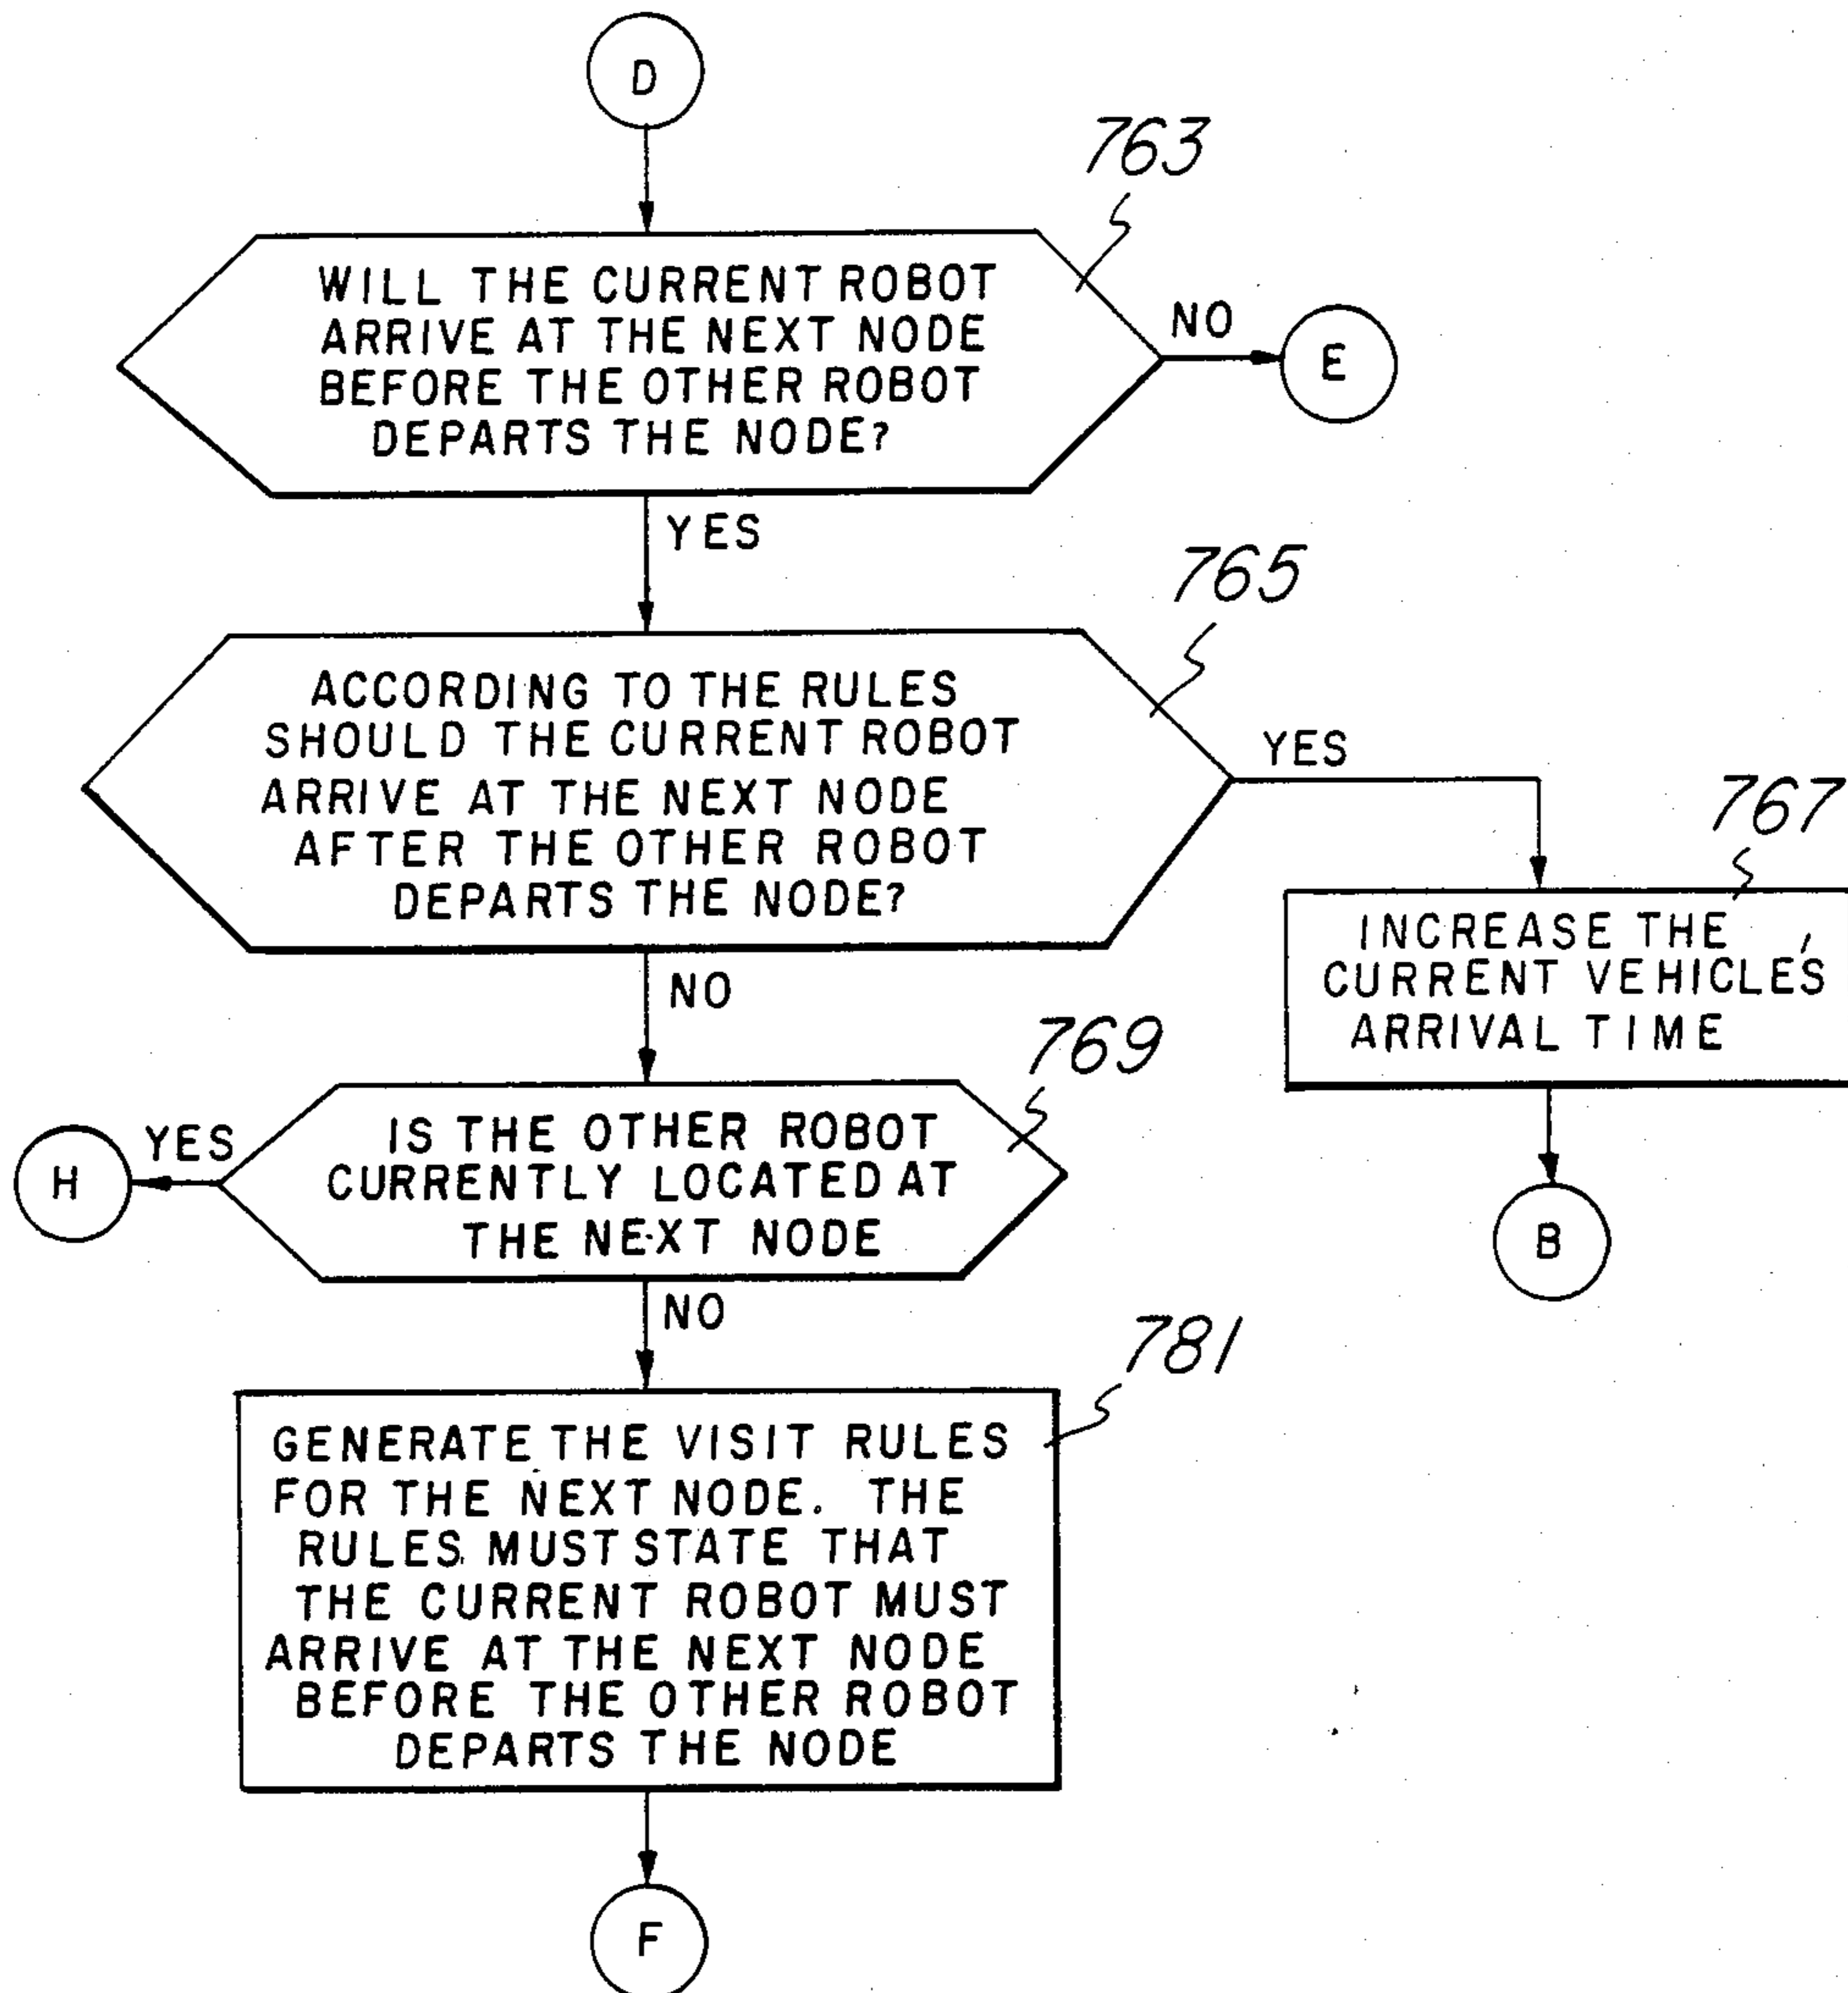 D
763
WILL THE CURRENT ROBOT
ARRIVE AT THE NEXT NODE
BEFORE THE OTHER ROBOT
DEPARTS THE NODE?
NO
E
YES
765
ACCORDING TO THE RULES
SHOULD THE CURRENT ROBOT
ARRIVE AT THE NEXT NODE
AFTER THE OTHER ROBOT
DEPARTS THE NODE?
YES
767
INCREASE THE
CURRENT VEHICLE'S
ARRIVAL TIME
B
NO
769
IS THE OTHER ROBOT
CURRENTLY LOCATED AT
THE NEXT NODE
YES
H
NO
781
GENERATE THE VISIT RULES
FOR THE NEXT NODE. THE
RULES MUST STATE THAT
THE CURRENT ROBOT MUST
ARRIVE AT THE NEXT NODE
BEFORE THE OTHER ROBOT
DEPARTS THE NODE
F